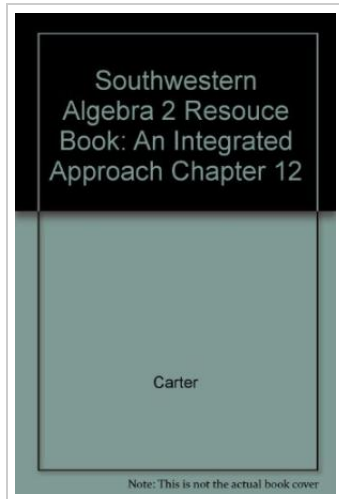 Southwestern
Algebra 2 Resouce
Book: An Integrated
Approach Chapter 12
Carter
Note: This is not the actual book cover